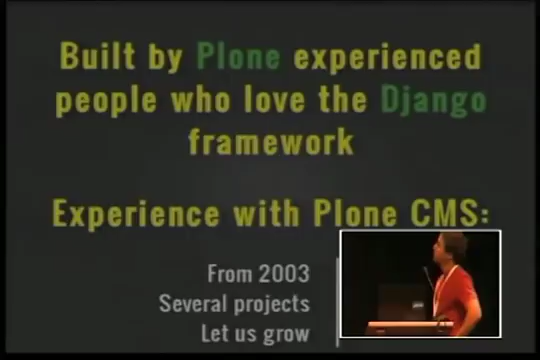 Built by Plone experienced
people who love the Django
framework
Experience with Plone CMS:
From 2003
Several projects
Let us grow